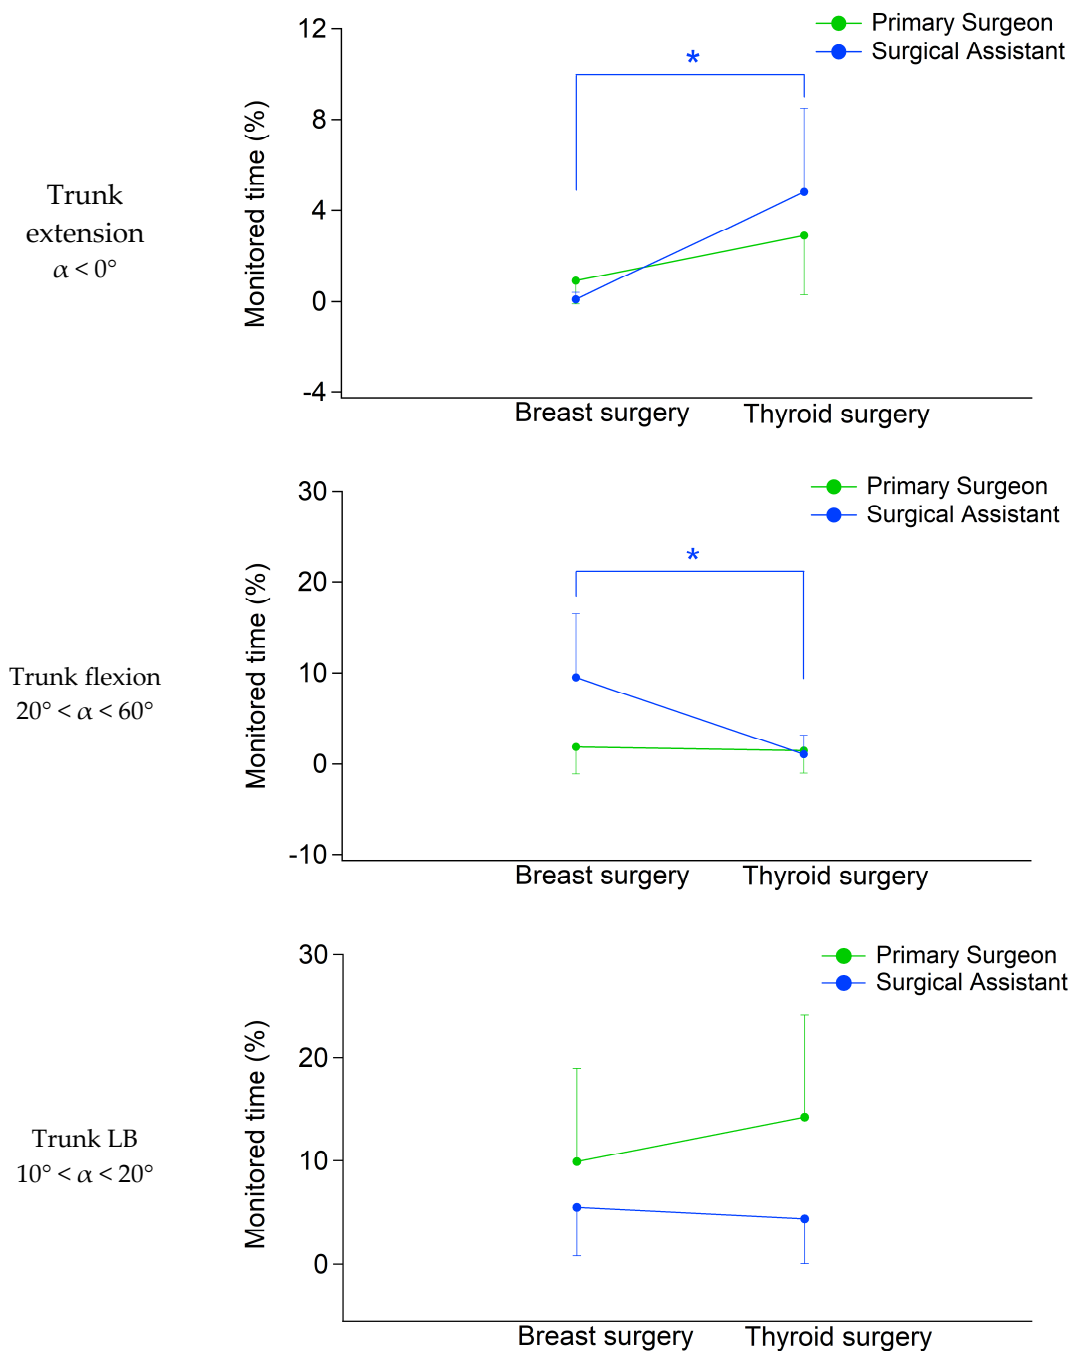 Primary Surgeon
Surgical Assistant
*
12
8
4
0
-4
Monitored time (%)
Trunk
extension
α < 0°
Breast surgery
Thyroid surgery
Primary Surgeon
Surgical Assistant
*
30
20
10
0
-10
Monitored time (%)
Trunk flexion
20° < α < 60°
Breast surgery
Thyroid surgery
Primary Surgeon
Surgical Assistant
30
20
10
0
Monitored time (%)
Trunk LB
10° < α < 20°
Breast surgery
Thyroid surgery